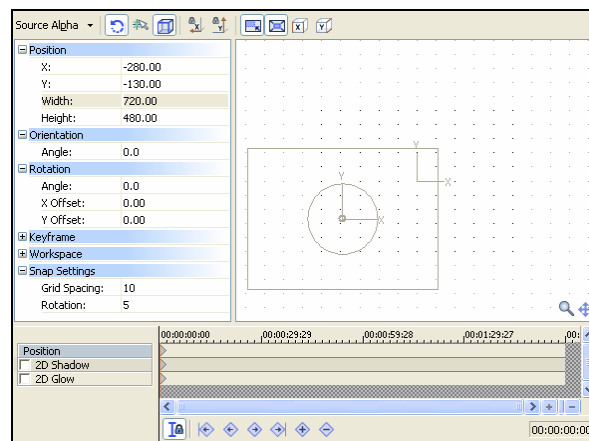 Source Alpha
Position
X: -280.00
Y: -130.00
Width: 720.00
Height: 480.00
Orientation
Angle: 0.0
Rotation
Angle: 0.0
X Offset: 0.00
Y Offset: 0.00
Keyframe
Workspace
Snap Settings
Grid Spacing: 10
Rotation: 5
X Y
X Y
Y
X
Y
X
00:00:00:00 00:00:29:29 00:00:59:28 00:01:29:27 00:
Position
2D Shadow
2D Glow
00:00:00:00